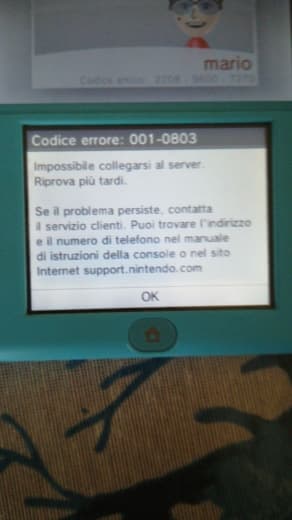 mario
Codice errore: 001-0803
Impossibile collegarsi al server.
Riprova più tardi.
Se il problema persiste, contatta
il servizio clienti. Puoi trovare l'indirizzo
e il numero di telefono nel manuale
di istruzioni della console o nel sito
Internet support.nintendo.com
OK